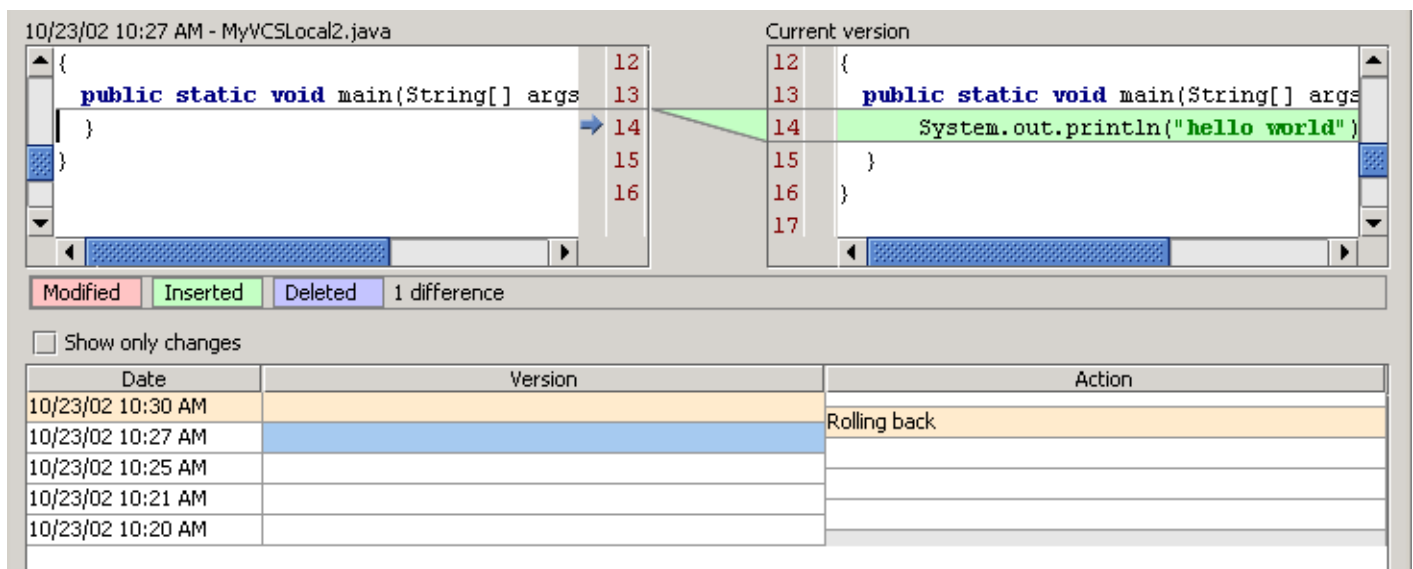 10/23/02 10:27 AM - MyVCSLocal2.java
{
public static void main(String[] args
}
}
12
13
14
15
16
Current version
12 {
13 public static void main(String[] args
14 System.out.println("hello world")
15 }
16 }
17
Modified Inserted Deleted 1 difference
Show only changes
Date Version Action
10/23/02 10:30 AM
Rolling back
10/23/02 10:27 AM
10/23/02 10:25 AM
10/23/02 10:21 AM
10/23/02 10:20 AM